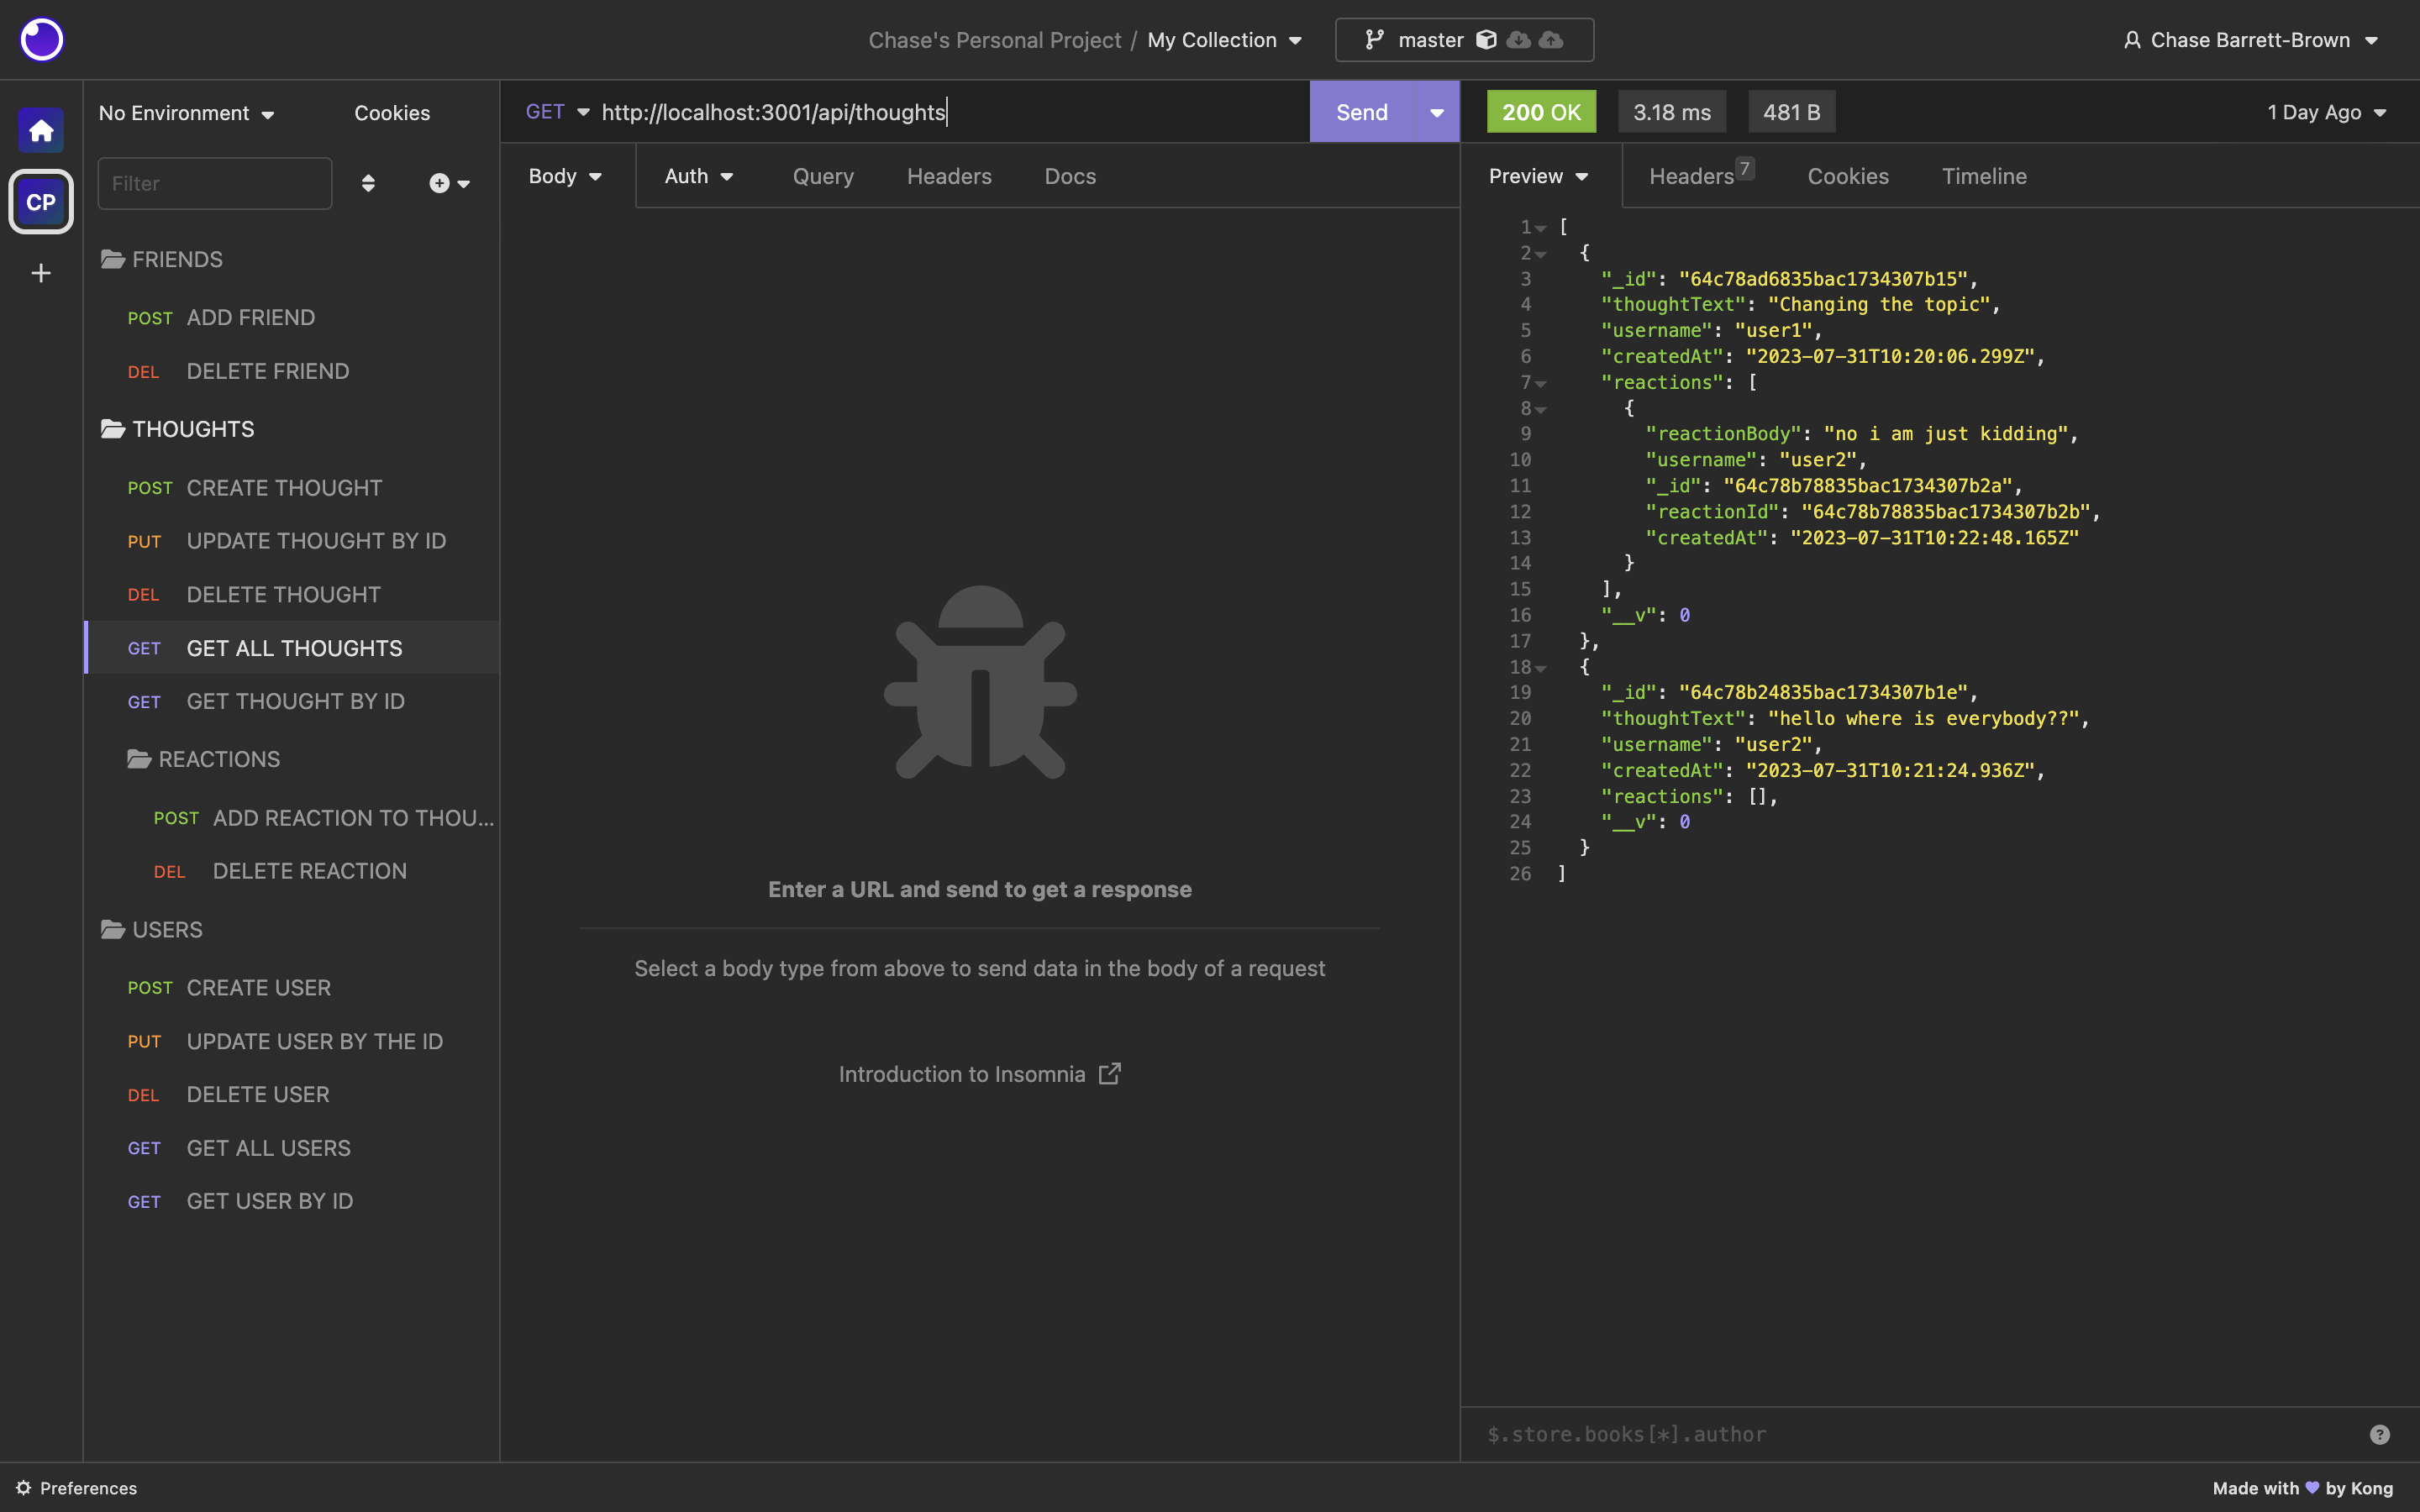 Chase's Personal Project / My Collection
master
Chase Barrett-Brown
CP
No Environment
Cookies
Filter
FRIENDS
POST ADD FRIEND
DEL DELETE FRIEND
THOUGHTS
POST CREATE THOUGHT
PUT UPDATE THOUGHT BY ID
DEL DELETE THOUGHT
GET GET ALL THOUGHTS
GET GET THOUGHT BY ID
REACTIONS
POST ADD REACTION TO THOU...
DEL DELETE REACTION
USERS
POST CREATE USER
PUT UPDATE USER BY THE ID
DEL DELETE USER
GET GET ALL USERS
GET GET USER BY ID
GET http://localhost:3001/api/thoughts
Send
Body Auth Query Headers Docs
Enter a URL and send to get a response
Select a body type from above to send data in the body of a request
Introduction to Insomnia
200 OK 3.18 ms 481 B 1 Day Ago
Preview Headers 7 Cookies Timeline
1 [
2 {
3 "_id": "64c78ad6835bac1734307b15",
4 "thoughtText": "Changing the topic",
5 "username": "user1",
6 "createdAt": "2023-07-31T10:20:06.299Z",
7 "reactions": [
8 {
9 "reactionBody": "no i am just kidding",
10 "username": "user2",
11 "_id": "64c78b78835bac1734307b2a",
12 "reactionId": "64c78b78835bac1734307b2b",
13 "createdAt": "2023-07-31T10:22:48.165Z"
14 }
15 ],
16 "__v": 0
17 },
18 {
19 "_id": "64c78b24835bac1734307b1e",
20 "thoughtText": "hello where is everybody??",
21 "username": "user2",
22 "createdAt": "2023-07-31T10:21:24.936Z",
23 "reactions": [],
24 "__v": 0
25 }
26 ]
$.store.books[*].author
Preferences
Made with 💜 by Kong